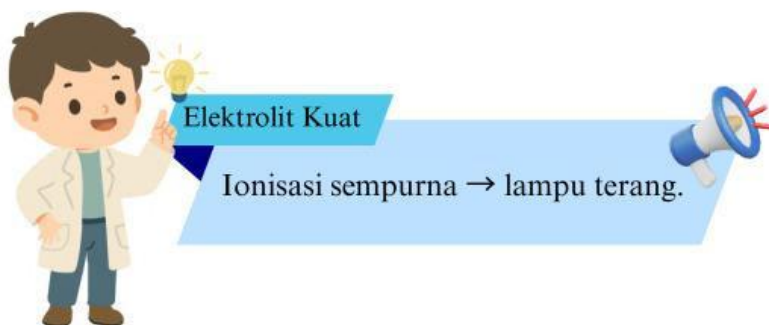 Elektrolit Kuat
Ionisasi sempurna → lampu terang.